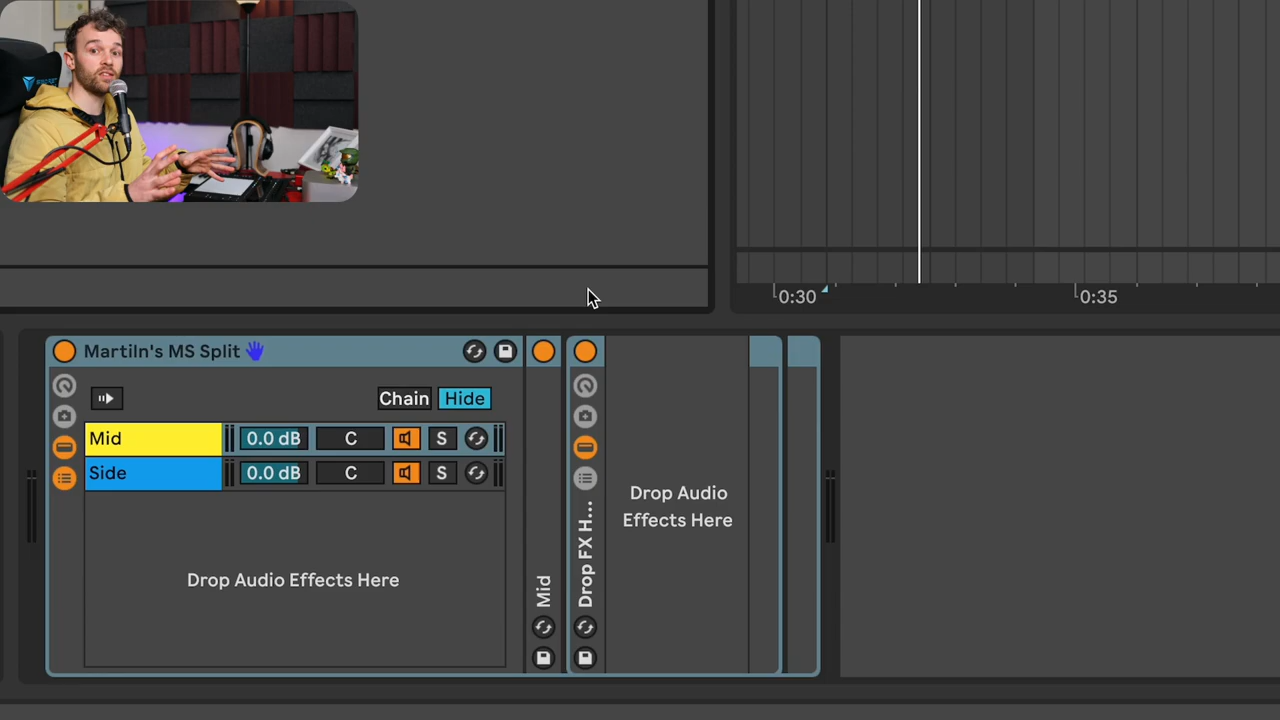 0:30
0:35
MartiIn's MS Split
Chain
Hide
Mid
0.0 dB
C
S
Side
0.0 dB
C
S
Drop Audio Effects Here
Mid
Drop FX H...
Drop Audio
Effects Here